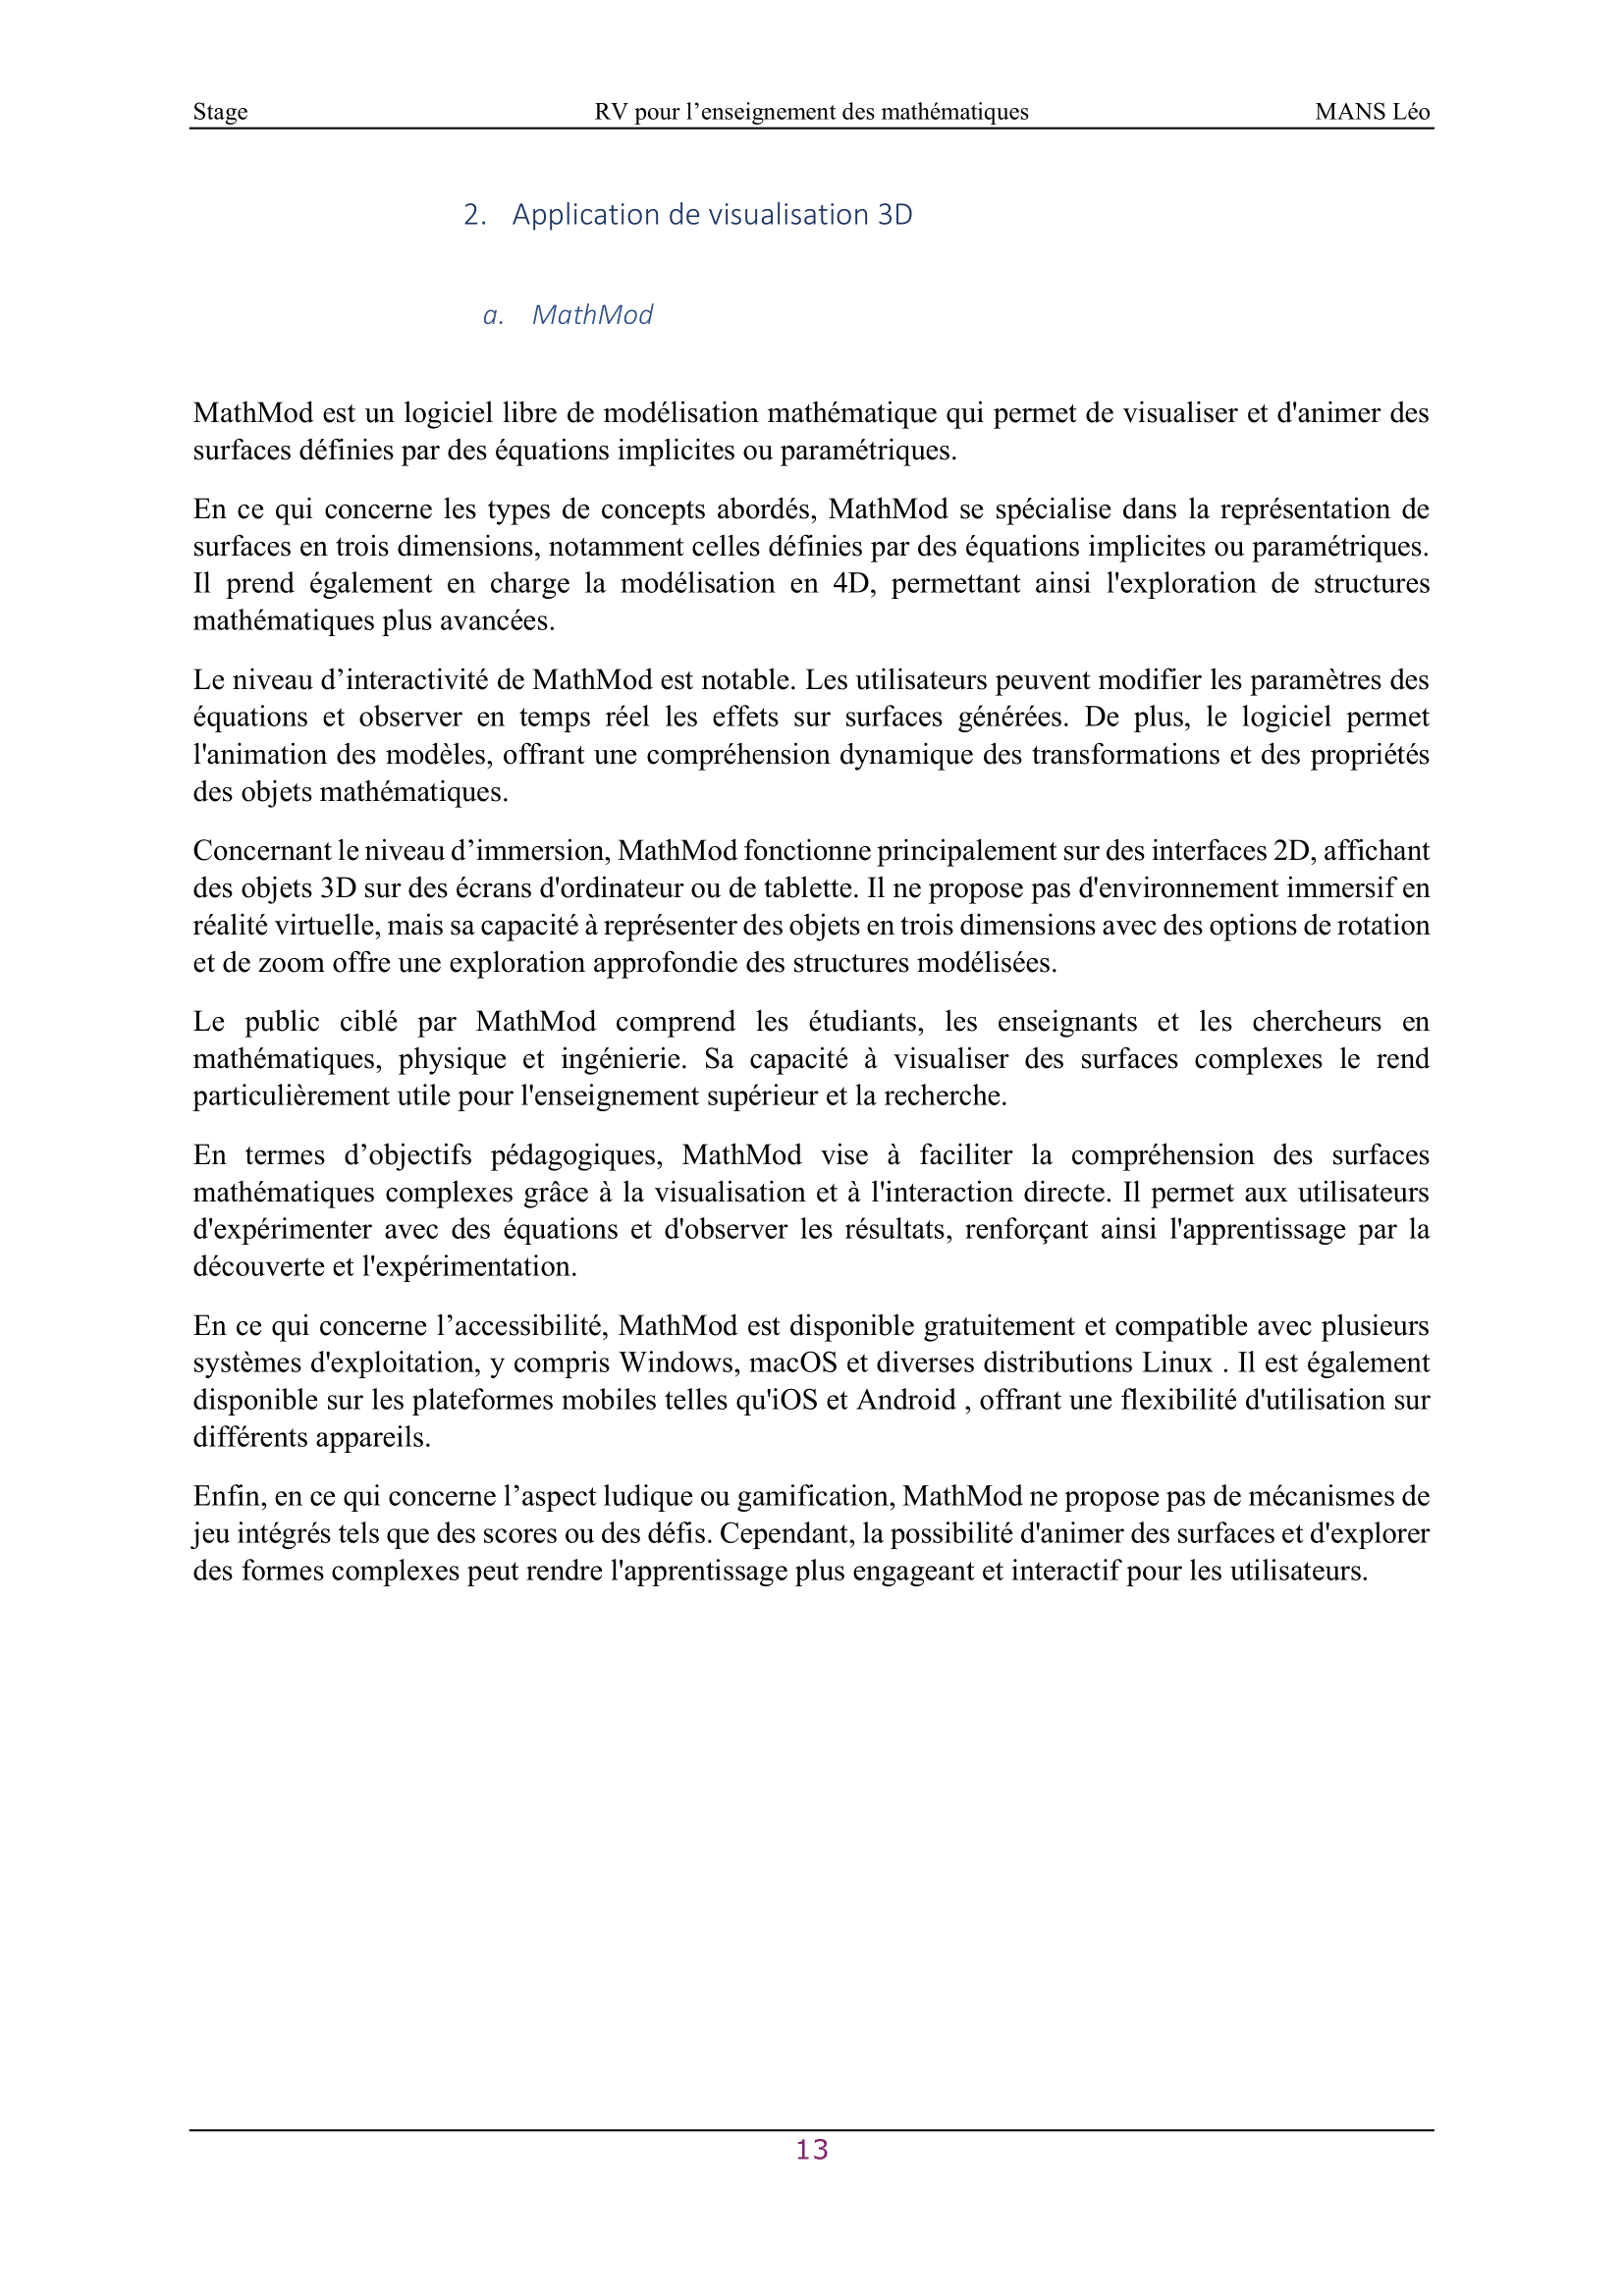 Stage RV pour l’enseignement des mathématiques MANS Léo
2. Application de visualisation 3D
a. MathMod
MathMod est un logiciel libre de modélisation mathématique qui permet de visualiser et d'animer des
surfaces définies par des équations implicites ou paramétriques.
En ce qui concerne les types de concepts abordés, MathMod se spécialise dans la représentation de
surfaces en trois dimensions, notamment celles définies par des équations implicites ou paramétriques.
Il prend également en charge la modélisation en 4D, permettant ainsi l'exploration de structures
mathématiques plus avancées.
Le niveau d’interactivité de MathMod est notable. Les utilisateurs peuvent modifier les paramètres des
équations et observer en temps réel les effets sur surfaces générées. De plus, le logiciel permet
l'animation des modèles, offrant une compréhension dynamique des transformations et des propriétés
des objets mathématiques.
Concernant le niveau d’immersion, MathMod fonctionne principalement sur des interfaces 2D, affichant
des objets 3D sur des écrans d'ordinateur ou de tablette. Il ne propose pas d'environnement immersif en
réalité virtuelle, mais sa capacité à représenter des objets en trois dimensions avec des options de rotation
et de zoom offre une exploration approfondie des structures modélisées.
Le public ciblé par MathMod comprend les étudiants, les enseignants et les chercheurs en
mathématiques, physique et ingénierie. Sa capacité à visualiser des surfaces complexes le rend
particulièrement utile pour l'enseignement supérieur et la recherche.
En termes d’objectifs pédagogiques, MathMod vise à faciliter la compréhension des surfaces
mathématiques complexes grâce à la visualisation et à l'interaction directe. Il permet aux utilisateurs
d'expérimenter avec des équations et d'observer les résultats, renforçant ainsi l'apprentissage par la
découverte et l'expérimentation.
En ce qui concerne l’accessibilité, MathMod est disponible gratuitement et compatible avec plusieurs
systèmes d'exploitation, y compris Windows, macOS et diverses distributions Linux . Il est également
disponible sur les plateformes mobiles telles qu'iOS et Android , offrant une flexibilité d'utilisation sur
différents appareils.
Enfin, en ce qui concerne l’aspect ludique ou gamification, MathMod ne propose pas de mécanismes de
jeu intégrés tels que des scores ou des défis. Cependant, la possibilité d'animer des surfaces et d'explorer
des formes complexes peut rendre l'apprentissage plus engageant et interactif pour les utilisateurs.
13